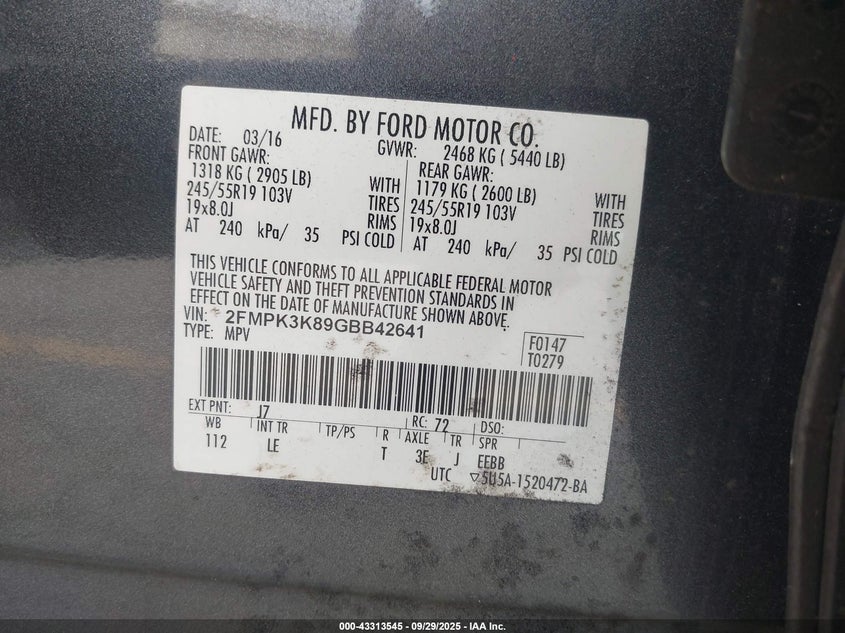 MFD. BY FORD MOTOR CO.
DATE: 03/16 GVWR: 2468 KG ( 5440 LB)
FRONT GAWR: REAR GAWR:
1318 KG ( 2905 LB) WITH 1179 KG ( 2600 LB) WITH
245/55R19 103V TIRES 245/55R19 103V TIRES
19x8.0J RIMS 19x8.0J RIMS
AT 240 kPa/ 35 PSI COLD AT 240 kPa/ 35 PSI COLD
THIS VEHICLE CONFORMS TO ALL APPLICABLE FEDERAL MOTOR
VEHICLE SAFETY AND THEFT PREVENTION STANDARDS IN
EFFECT ON THE DATE OF MANUFACTURE SHOWN ABOVE.
VIN: 2FMPK3K89GBB42641
TYPE: MPV
F0147
T0279
EXT PNT: J7 RC: 72 DSO:
WB INT TR TP/PS R AXLE TR SPR
112 LE T 3E J EEBB
UTC ▽5U5A-1520472-BA
000-43313545 - 09/29/2025 - IAA Inc.